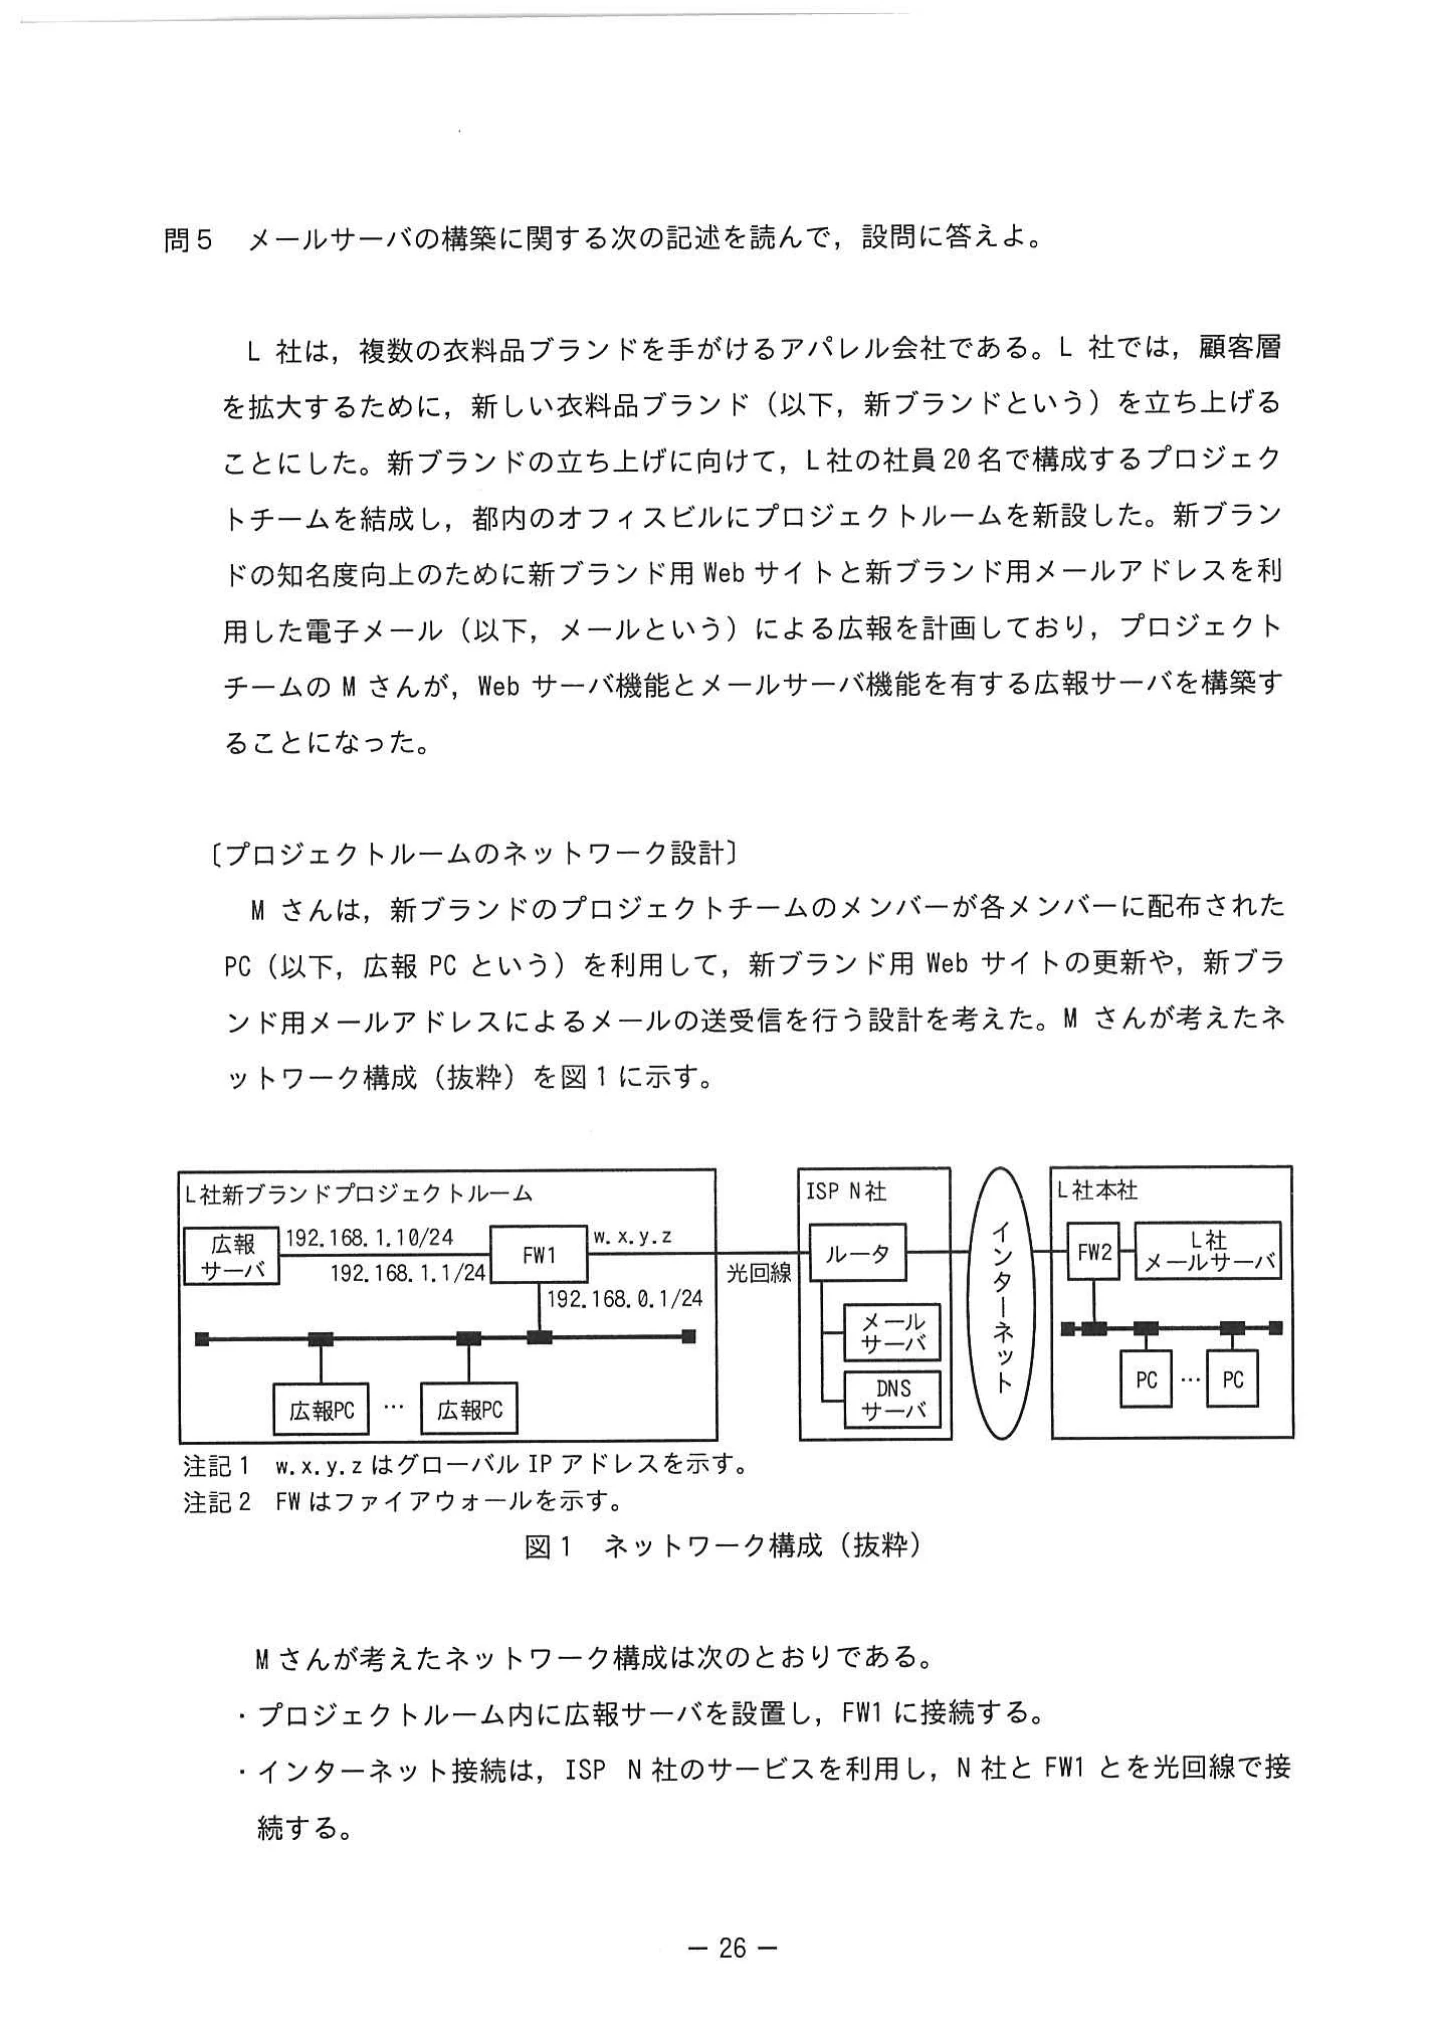 問5　メールサーバの構築に関する次の記述を読んで，設問に答えよ。
L 社は，複数の衣料品ブランドを手がけるアパレル会社である。L 社では，顧客層
を拡大するために，新しい衣料品ブランド（以下，新ブランドという）を立ち上げる
ことにした。新ブランドの立ち上げに向けて，L社の社員20名で構成するプロジェク
トチームを結成し，都内のオフィスビルにプロジェクトルームを新設した。新ブラン
ドの知名度向上のために新ブランド用 Web サイトと新ブランド用メールアドレスを利
用した電子メール（以下，メールという）による広報を計画しており，プロジェクト
チームの M さんが，Web サーバ機能とメールサーバ機能を有する広報サーバを構築す
ることになった。
〔プロジェクトルームのネットワーク設計〕
M さんは，新ブランドのプロジェクトチームのメンバーが各メンバーに配布された
PC（以下，広報 PC という）を利用して，新ブランド用 Web サイトの更新や，新ブラ
ンド用メールアドレスによるメールの送受信を行う設計を考えた。M さんが考えたネ
ットワーク構成（抜粋）を図1に示す。
L社新ブランドプロジェクトルーム
広報
サーバ
192.168.1.10/24
192.168.1.1/24
FW1
w.x.y.z
192.168.0.1/24
広報PC
…
広報PC
光回線
ISP N社
ルータ
メール
サーバ
DNS
サーバ
インターネット
L社本社
FW2
L社
メールサーバ
PC
…
PC
注記1　w.x.y.z はグローバル IP アドレスを示す。
注記2　FW はファイアウォールを示す。
図1　ネットワーク構成（抜粋）
M さんが考えたネットワーク構成は次のとおりである。
・プロジェクトルーム内に広報サーバを設置し，FW1 に接続する。
・インターネット接続は，ISP N 社のサービスを利用し，N 社と FW1 とを光回線で接
続する。
— 26 —